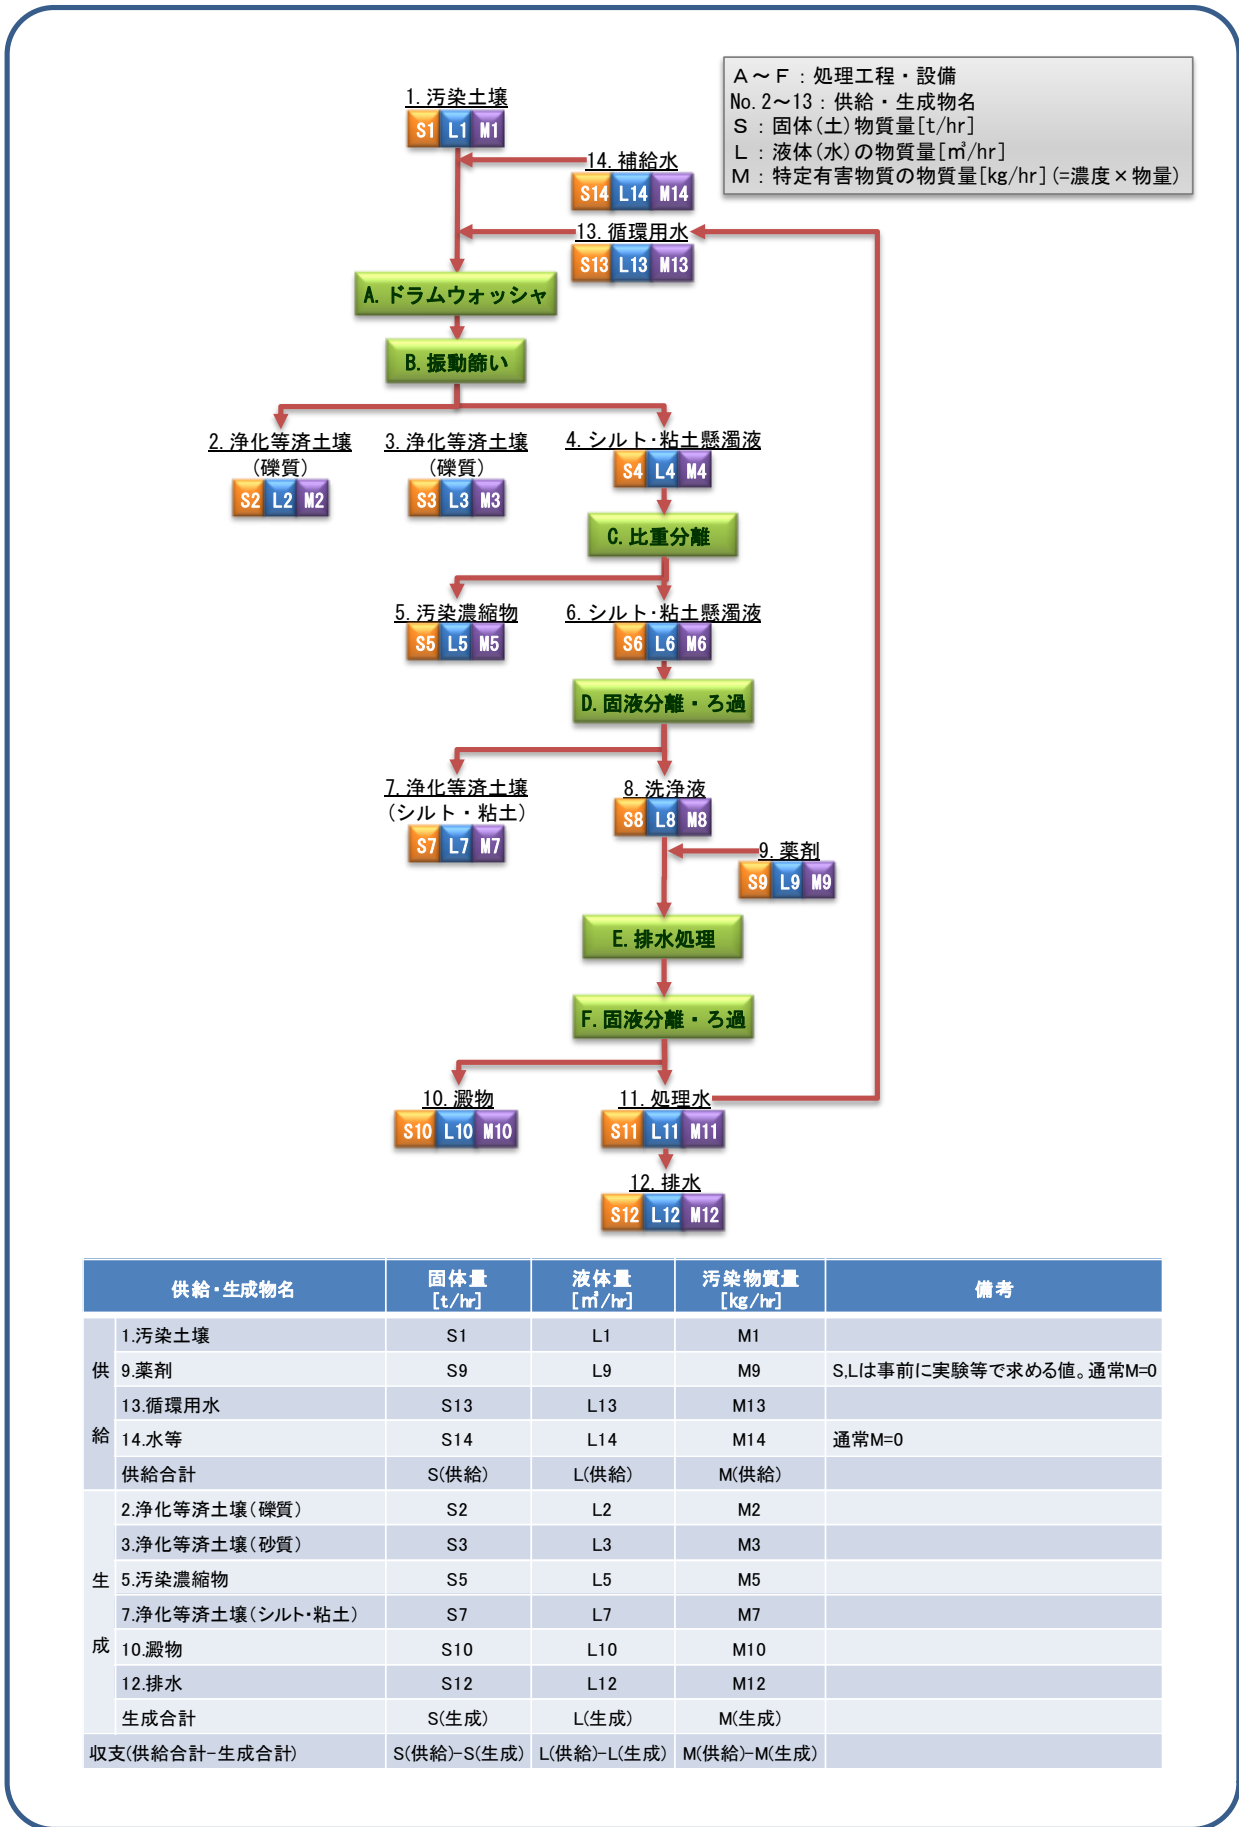 A～F：処理工程・設備
No.2～13：供給・生成物名
S：固体(土)物質量[t/hr]
L：液体(水)の物質量[㎥/hr]
M：特定有害物質の物質量[kg/hr](=濃度×物量)
1.汚染土壌
S1 L1 M1
14.補給水
S14 L14 M14
13.循環用水
S13 L13 M13
A.ドラムウォッシャ
B.振動篩い
2.浄化等済土壌
(礫質)
S2 L2 M2
3.浄化等済土壌
(礫質)
S3 L3 M3
4.シルト・粘土懸濁液
S4 L4 M4
C.比重分離
5.汚染濃縮物
S5 L5 M5
6.シルト・粘土懸濁液
S6 L6 M6
D.固液分離・ろ過
7.浄化等済土壌
(シルト・粘土)
S7 L7 M7
8.洗浄液
S8 L8 M8
9.薬剤
S9 L9 M9
E.排水処理
F.固液分離・ろ過
10.澱物
S10 L10 M10
11.処理水
S11 L11 M11
12.排水
S12 L12 M12
供給・生成物名 固体量[t/hr] 液体量[㎥/hr] 汚染物質量[kg/hr] 備考
供給
1.汚染土壌 S1 L1 M1
9.薬剤 S9 L9 M9 S,Lは事前に実験等で求める値。通常M=0
13.循環用水 S13 L13 M13
14.水等 S14 L14 M14 通常M=0
供給合計 S(供給) L(供給) M(供給)
生成
2.浄化等済土壌(礫質) S2 L2 M2
3.浄化等済土壌(砂質) S3 L3 M3
5.汚染濃縮物 S5 L5 M5
7.浄化等済土壌(シルト・粘土) S7 L7 M7
10.澱物 S10 L10 M10
12.排水 S12 L12 M12
生成合計 S(生成) L(生成) M(生成)
収支(供給合計-生成合計) S(供給)-S(生成) L(供給)-L(生成) M(供給)-M(生成)